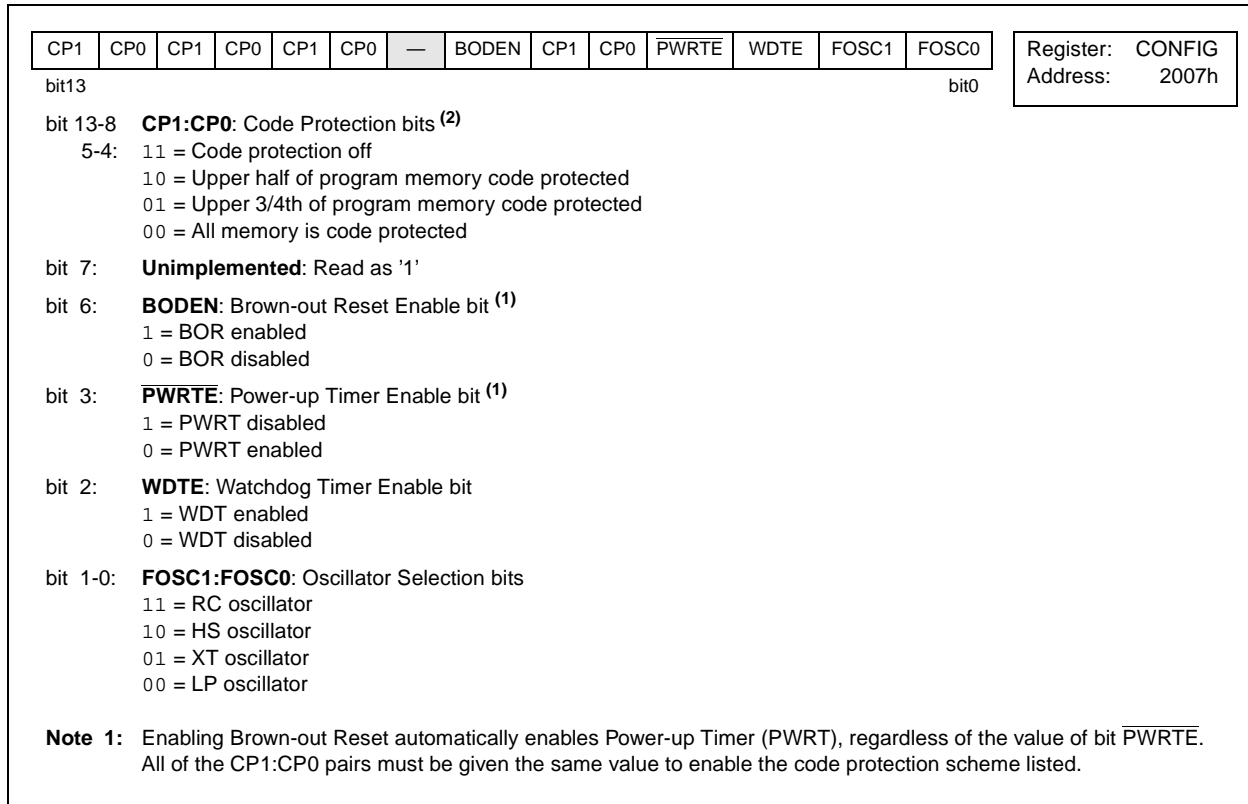 CP1 CP0 CP1 CP0 CP1 CP0 — BODEN CP1 CP0 PWRTE WDTE FOSC1 FOSC0
Register: CONFIG
Address: 2007h
bit13 bit0
bit 13-8 CP1:CP0: Code Protection bits (2)
5-4: 11 = Code protection off
10 = Upper half of program memory code protected
01 = Upper 3/4th of program memory code protected
00 = All memory is code protected
bit 7: Unimplemented: Read as '1'
bit 6: BODEN: Brown-out Reset Enable bit (1)
1 = BOR enabled
0 = BOR disabled
bit 3: PWRTE: Power-up Timer Enable bit (1)
1 = PWRT disabled
0 = PWRT enabled
bit 2: WDTE: Watchdog Timer Enable bit
1 = WDT enabled
0 = WDT disabled
bit 1-0: FOSC1:FOSC0: Oscillator Selection bits
11 = RC oscillator
10 = HS oscillator
01 = XT oscillator
00 = LP oscillator
Note 1: Enabling Brown-out Reset automatically enables Power-up Timer (PWRT), regardless of the value of bit PWRTE.
All of the CP1:CP0 pairs must be given the same value to enable the code protection scheme listed.